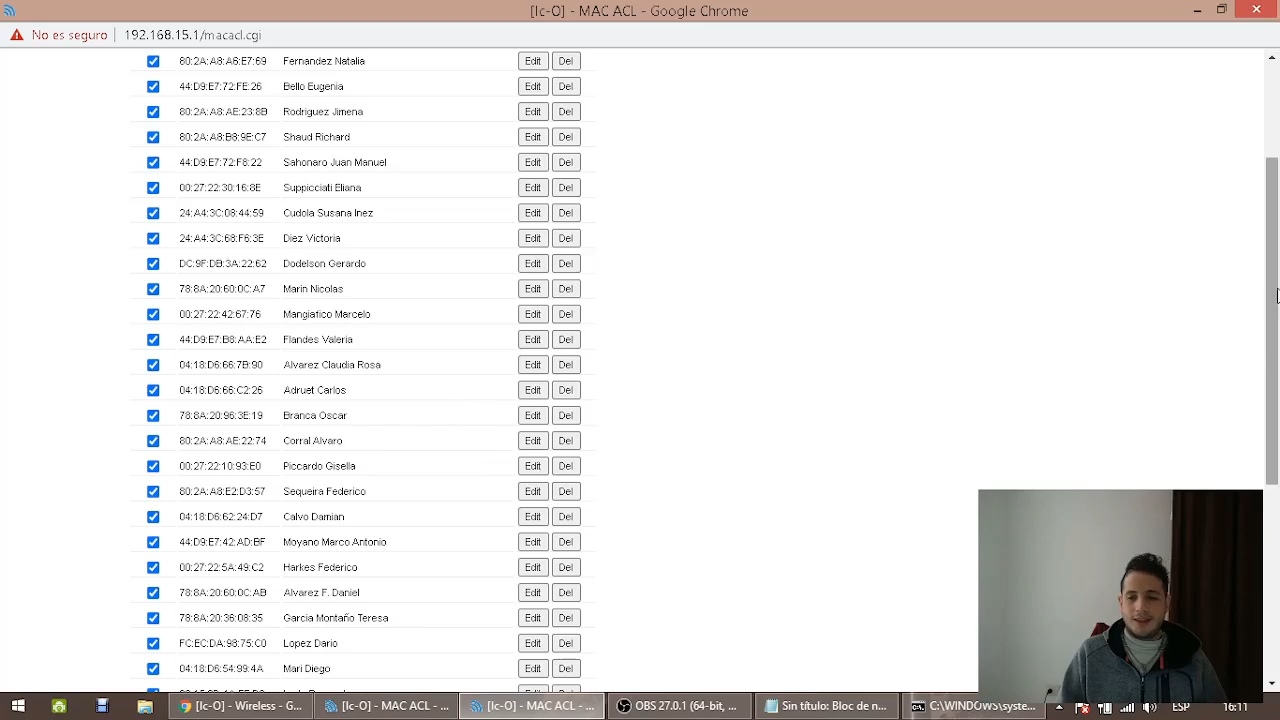 [lc-O] - MAC ACL - Google Chrome
No es seguro 192.168.15.1/macacl.cgi
80:2A:A8:A6:E7:69 Fernandez Natalia Edit Del
44:D9:E7:72:FE:26 Bello Eugenia Edit Del
80:2A:A8:AE:23:8B Rodriguez Jimena Edit Del
80:2A:A8:B8:9E:C7 Shaud Richard Edit Del
44:D9:E7:72:F8:22 Sahonaro Juan Manuel Edit Del
00:27:22:30:16:8E Suppicciati Eliana Edit Del
24:A4:3C:08:44:59 Cudola Susana Inez Edit Del
24:A4:3C:68:F6:3E Diez Victoria Edit Del
DC:9F:DB:3A:22:62 Dodelson Gerardo Edit Del
78:8A:20:60:0C:A7 Marin Nicolas Edit Del
00:27:22:42:67:76 Mangiafico Marcelo Edit Del
44:D9:E7:B8:AA:E2 Flandes Valeria Edit Del
04:18:D6:66:7B:90 Alvarez Claudia Rosa Edit Del
04:18:D6:66:C2:26 Adruet Carlos Edit Del
78:8A:20:96:3E:19 Branca Oscar Edit Del
80:2A:A8:AE:22:74 Corral Alvaro Edit Del
00:27:22:10:93:E0 Piccardo Gisella Edit Del
80:2A:A8:E2:D3:57 Sequeira Federico Edit Del
04:18:D6:62:24:D7 Calvo Damian Edit Del
44:D9:E7:42:AD:BF Moyano Marco Antonio Edit Del
00:27:22:5A:49:C2 Harkes Federico Edit Del
78:8A:20:60:0C:AB Alvarez F. Daniel Edit Del
78:8A:20:36:08:35 Garcia Montaño Teresa Edit Del
FC:EC:DA:98:75:C0 Lopez Dario Edit Del
04:18:D6:54:99:4A Mari Diego Edit Del
[lc-O] - Wireless - G... [lc-O] - MAC ACL - ... [lc-O] - MAC ACL - ... OBS 27.0.1 (64-bit, ... Sin título: Bloc de n... C:\WINDOWS\syste... ESP 16:11